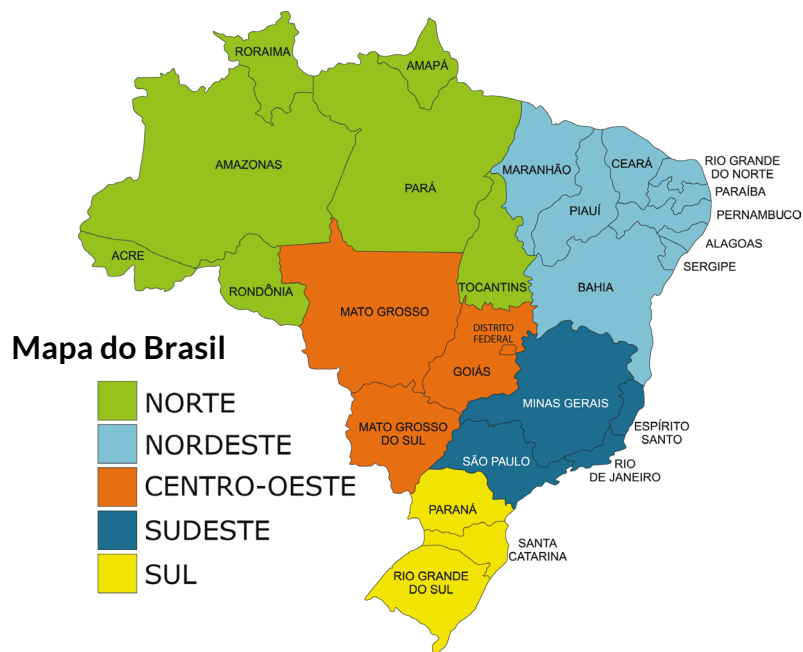 RORAIMA
AMAPÁ
AMAZONAS
PARÁ
MARANHÃO
CEARÁ
RIO GRANDE
DO NORTE
PARAÍBA
PIAUÍ
PERNAMBUCO
ALAGOAS
SERGIPE
ACRE
RONDÔNIA
TOCANTINS
BAHIA
MATO GROSSO
DISTRITO
FEDERAL
GOIÁS
Mapa do Brasil
NORTE
NORDESTE
CENTRO-OESTE
SUDESTE
SUL
MINAS GERAIS
MATO GROSSO
DO SUL
ESPÍRITO
SANTO
SÃO PAULO
RIO
DE JANEIRO
PARANÁ
SANTA
CATARINA
RIO GRANDE
DO SUL